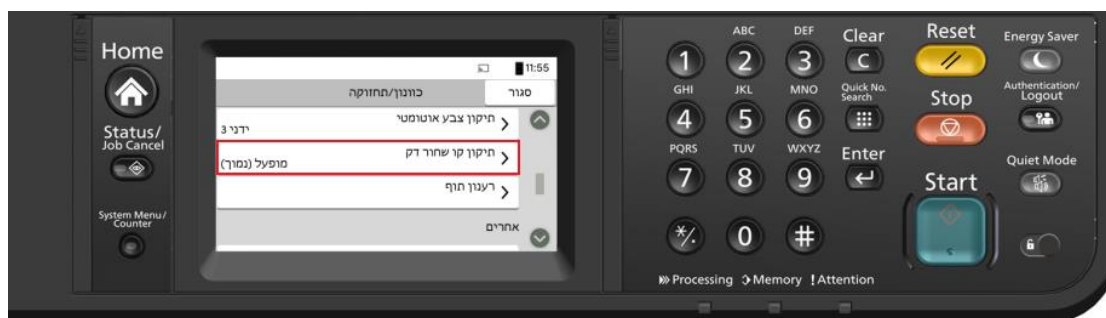 Home
Status/
Job Cancel
System Menu/
Counter
11:55
סגור
כוונון/תחזוקה
תיקון צבע אוטומטי
ידני 3
תיקון קו שחור דק
מופעל (נמוך)
רענון תוף
אחרים
ABC DEF
1 2 3
GHI JKL MNO
4 5 6
PQRS TUV WXYZ
7 8 9
*/. 0 #
Clear
C
Quick No.
Search
Enter
Reset
Stop
Start
Energy Saver
Authentication/
Logout
Quiet Mode
Processing Memory ! Attention